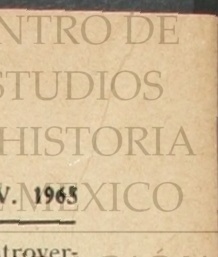 NTRO DE
STUDIOS
HISTORIA
V. 1965
MEXICO
trover-